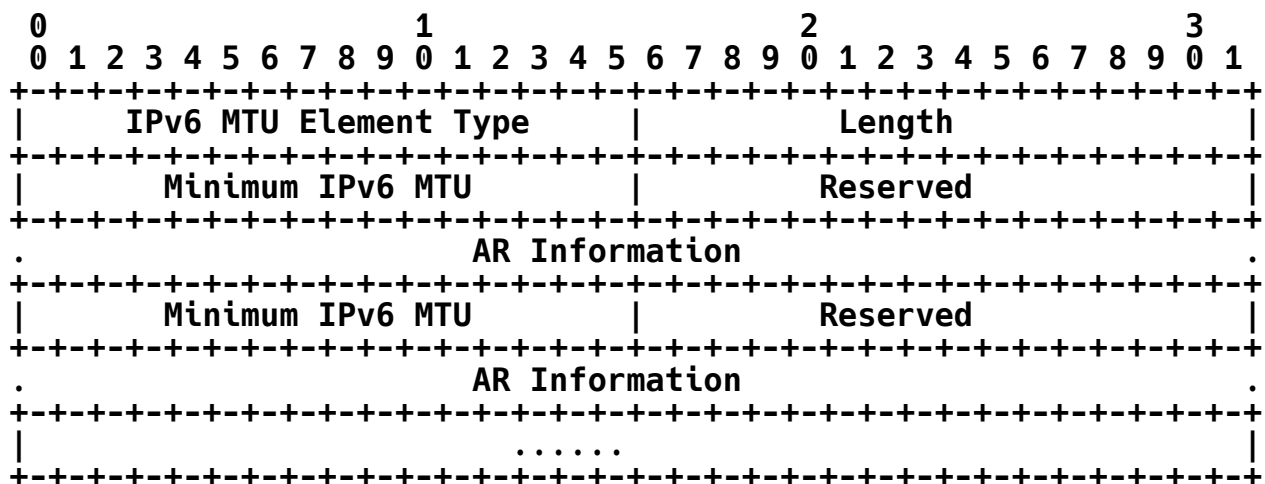 0                   1                   2                   3
 0 1 2 3 4 5 6 7 8 9 0 1 2 3 4 5 6 7 8 9 0 1 2 3 4 5 6 7 8 9 0 1
+-+-+-+-+-+-+-+-+-+-+-+-+-+-+-+-+-+-+-+-+-+-+-+-+-+-+-+-+-+-+-+-+
|     IPv6 MTU Element Type     |          Length               |
+-+-+-+-+-+-+-+-+-+-+-+-+-+-+-+-+-+-+-+-+-+-+-+-+-+-+-+-+-+-+-+-+
|       Minimum IPv6 MTU        |         Reserved              |
+-+-+-+-+-+-+-+-+-+-+-+-+-+-+-+-+-+-+-+-+-+-+-+-+-+-+-+-+-+-+-+-+
.                       AR Information                          .
+-+-+-+-+-+-+-+-+-+-+-+-+-+-+-+-+-+-+-+-+-+-+-+-+-+-+-+-+-+-+-+-+
|       Minimum IPv6 MTU        |         Reserved              |
+-+-+-+-+-+-+-+-+-+-+-+-+-+-+-+-+-+-+-+-+-+-+-+-+-+-+-+-+-+-+-+-+
.                       AR Information                          .
+-+-+-+-+-+-+-+-+-+-+-+-+-+-+-+-+-+-+-+-+-+-+-+-+-+-+-+-+-+-+-+-+
|                         ......                                |
+-+-+-+-+-+-+-+-+-+-+-+-+-+-+-+-+-+-+-+-+-+-+-+-+-+-+-+-+-+-+-+-+